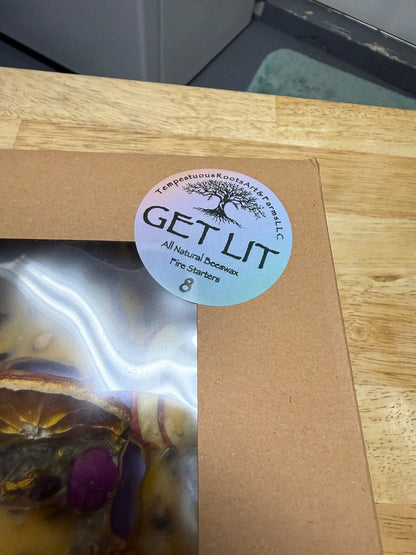 TempestuousRootsArt&FarmsLLC
GET LIT
All Natural Beeswax
Fire Starters
8